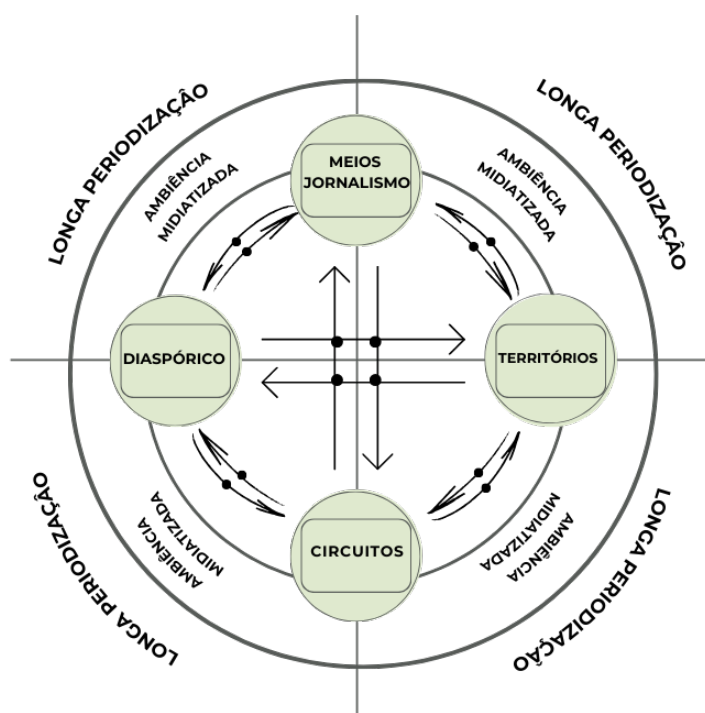 LONGA PERIODIZAÇÃO
LONGA PERIODIZAÇÃO
AMBIÊNCIA
MIDIATIZADA
MEIOS
JORNALISMO
AMBIÊNCIA
MIDIATIZADA
DIASPÓRICO
TERRITÓRIOS
AMBIÊNCIA
MIDIATIZADA
CIRCUITOS
AMBIÊNCIA
MIDIATIZADA
LONGA PERIODIZAÇÃO
LONGA PERIODIZAÇÃO